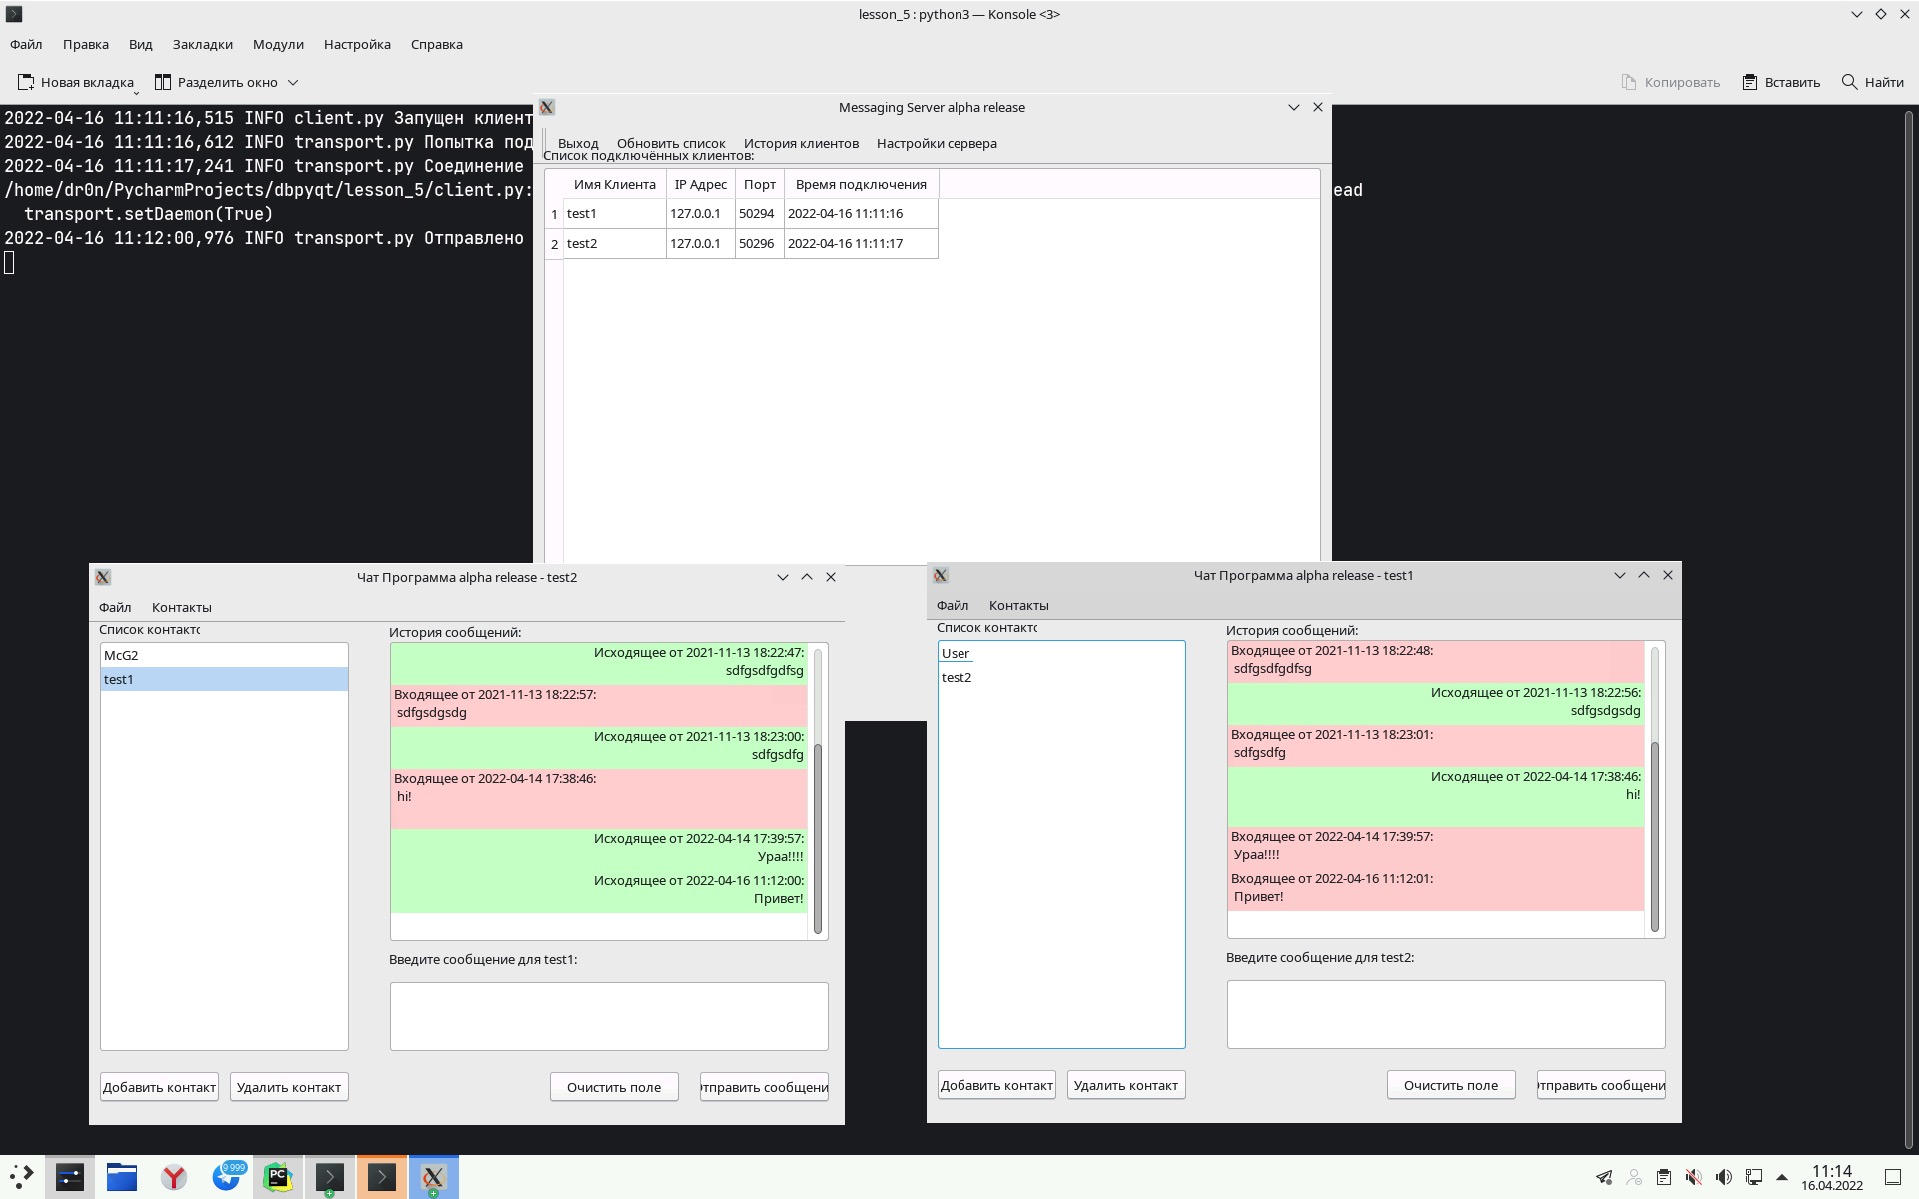 lesson_5 : python3 — Konsole <3>
Файл Правка Вид Закладки Модули Настройка Справка
Новая вкладка Разделить окно Копировать Вставить Найти
2022-04-16 11:11:16,515 INFO client.py Запущен клиент
2022-04-16 11:11:16,612 INFO transport.py Попытка под
2022-04-16 11:11:17,241 INFO transport.py Соединение
/home/dr0n/PycharmProjects/dbpyqt/lesson_5/client.py: ead
transport.setDaemon(True)
2022-04-16 11:12:00,976 INFO transport.py Отправлено
Messaging Server alpha release
Выход Обновить список История клиентов Настройки сервера
Список подключённых клиентов:
Имя Клиента IP Адрес Порт Время подключения
1 test1 127.0.0.1 50294 2022-04-16 11:11:16
2 test2 127.0.0.1 50296 2022-04-16 11:11:17
Чат Программа alpha release - test2
Файл Контакты
Список контакто
McG2
test1
История сообщений:
Исходящее от 2021-11-13 18:22:47:
sdfgsdfgdfsg
Входящее от 2021-11-13 18:22:57:
sdfgsdgsdg
Исходящее от 2021-11-13 18:23:00:
sdfgsdfg
Входящее от 2022-04-14 17:38:46:
hi!
Исходящее от 2022-04-14 17:39:57:
Ураа!!!!
Исходящее от 2022-04-16 11:12:00:
Привет!
Введите сообщение для test1:
Добавить контакт Удалить контакт Очистить поле тправить сообщени
Чат Программа alpha release - test1
Файл Контакты
Список контакто
User
test2
История сообщений:
Входящее от 2021-11-13 18:22:48:
sdfgsdfgdfsg
Исходящее от 2021-11-13 18:22:56:
sdfgsdgsdg
Входящее от 2021-11-13 18:23:01:
sdfgsdfg
Исходящее от 2022-04-14 17:38:46:
hi!
Входящее от 2022-04-14 17:39:57:
Ураа!!!!
Входящее от 2022-04-16 11:12:01:
Привет!
Введите сообщение для test2:
Добавить контакт Удалить контакт Очистить поле тправить сообщени
9 999
PC
11:14
16.04.2022